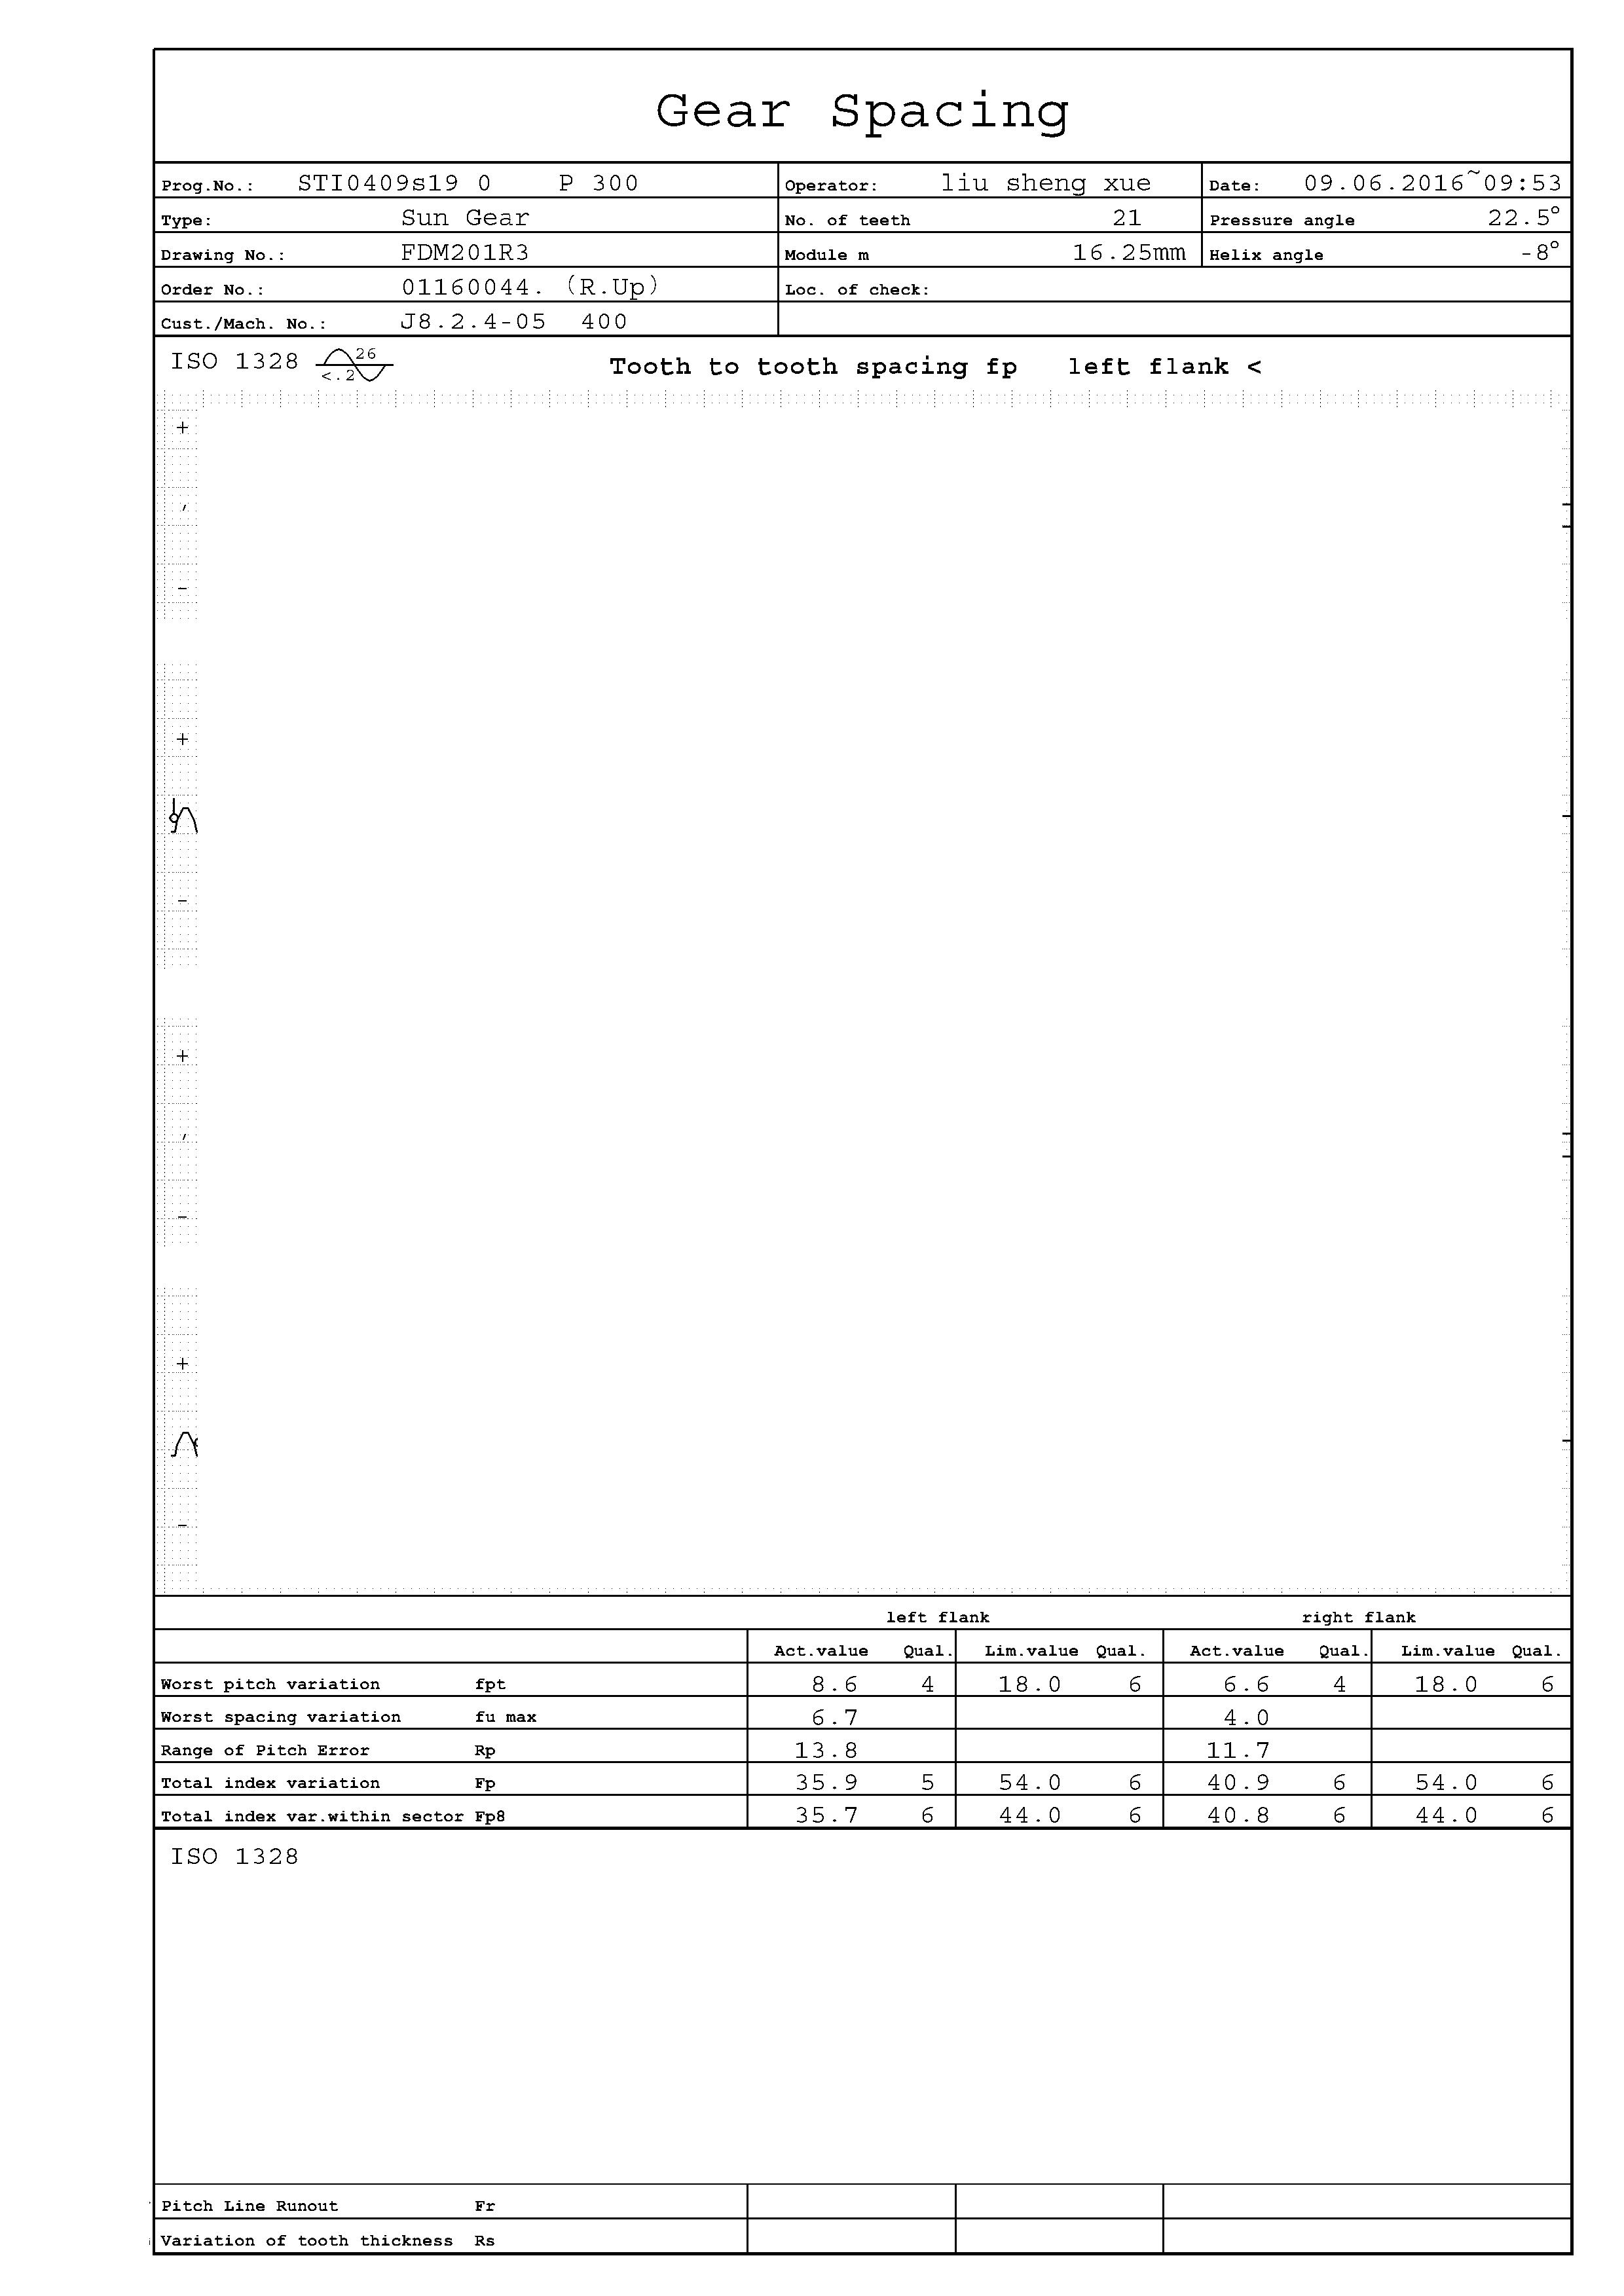 Gear Spacing
Prog.No.: STI0409s19 0 P 300 Operator: liu sheng xue Date: 09.06.2016~09:53
Type: Sun Gear No. of teeth 21 Pressure angle 22.5°
Drawing No.: FDM201R3 Module m 16.25mm Helix angle -8°
Order No.: 01160044. (R.Up) Loc. of check:
Cust./Mach. No.: J8.2.4-05 400
ISO 1328 26 <.2 Tooth to tooth spacing fp left flank <
+
-
+
-
+
-
+
-
left flank right flank
Act.value Qual. Lim.value Qual. Act.value Qual. Lim.value Qual.
Worst pitch variation fpt 8.6 4 18.0 6 6.6 4 18.0 6
Worst spacing variation fu max 6.7 4.0
Range of Pitch Error Rp 13.8 11.7
Total index variation Fp 35.9 5 54.0 6 40.9 6 54.0 6
Total index var.within sector Fp8 35.7 6 44.0 6 40.8 6 44.0 6
ISO 1328
Pitch Line Runout Fr
Variation of tooth thickness Rs